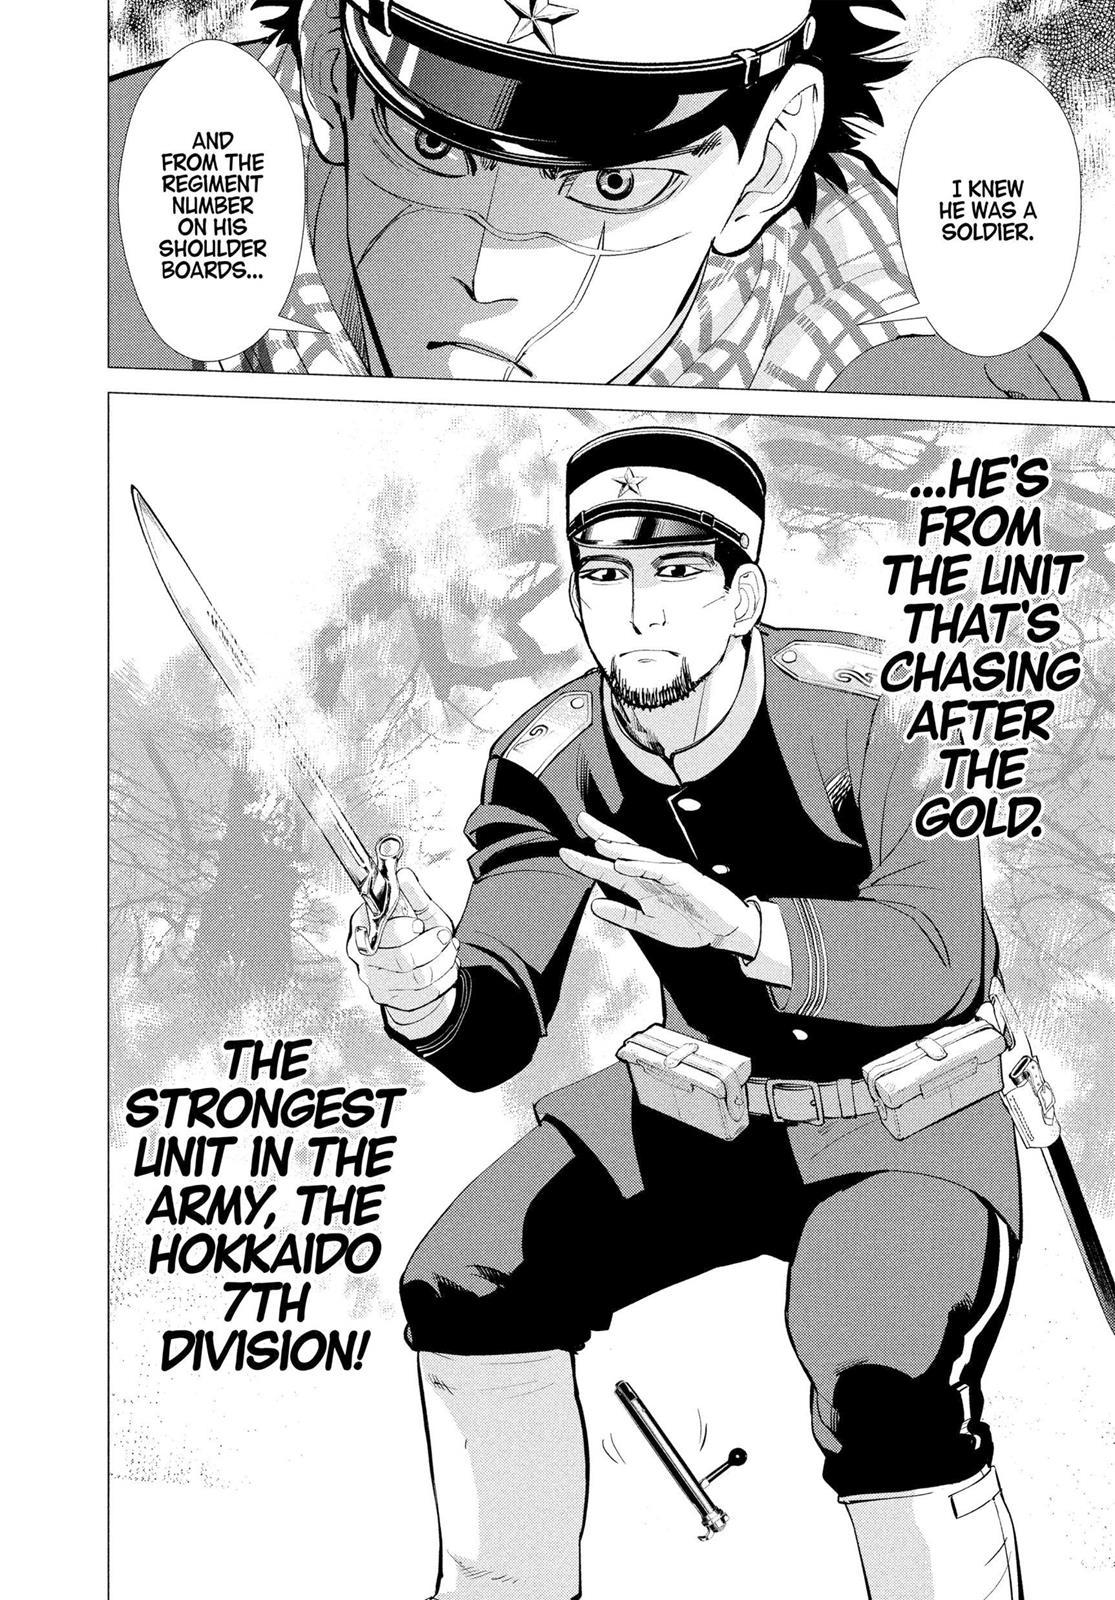 I KNEW
HE WAS A
SOLDIER.
AND
FROM THE
REGIMENT
NUMBER
ON HIS
SHOULDER
BOARDS...
...HE'S
FROM
THE UNIT
THAT'S
CHASING
AFTER
THE
GOLD.
THE
STRONGEST
UNIT IN THE
ARMY, THE
HOKKAIDO
7TH
DIVISION!